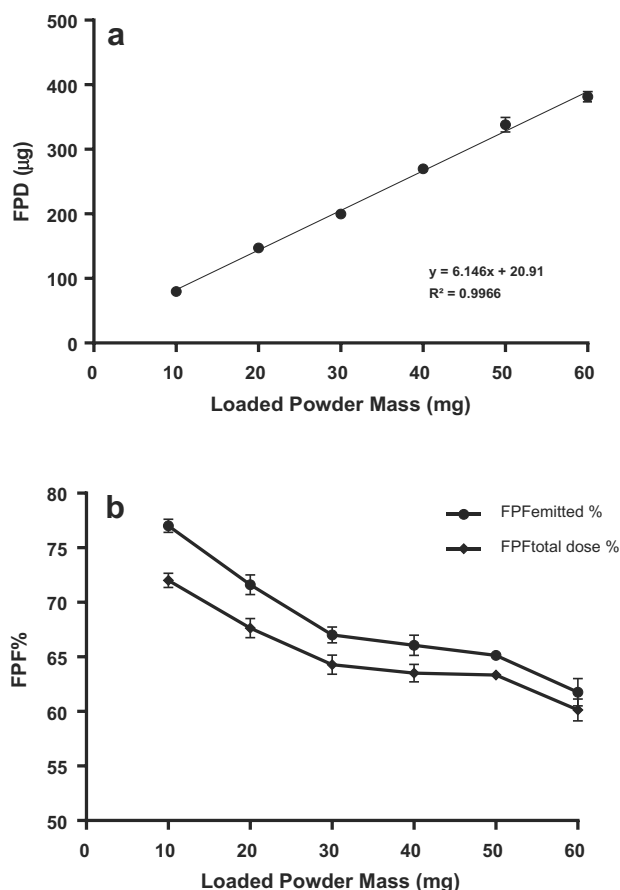 a
500
400
300
200
100
0
FPD (µg)
0 10 20 30 40 50 60
Loaded Powder Mass (mg)
y = 6.146x + 20.91
R² = 0.9966
b
80
75
70
65
60
55
50
FPF%
FPFemitted %
FPFtotal dose %
0 10 20 30 40 50 60
Loaded Powder Mass (mg)